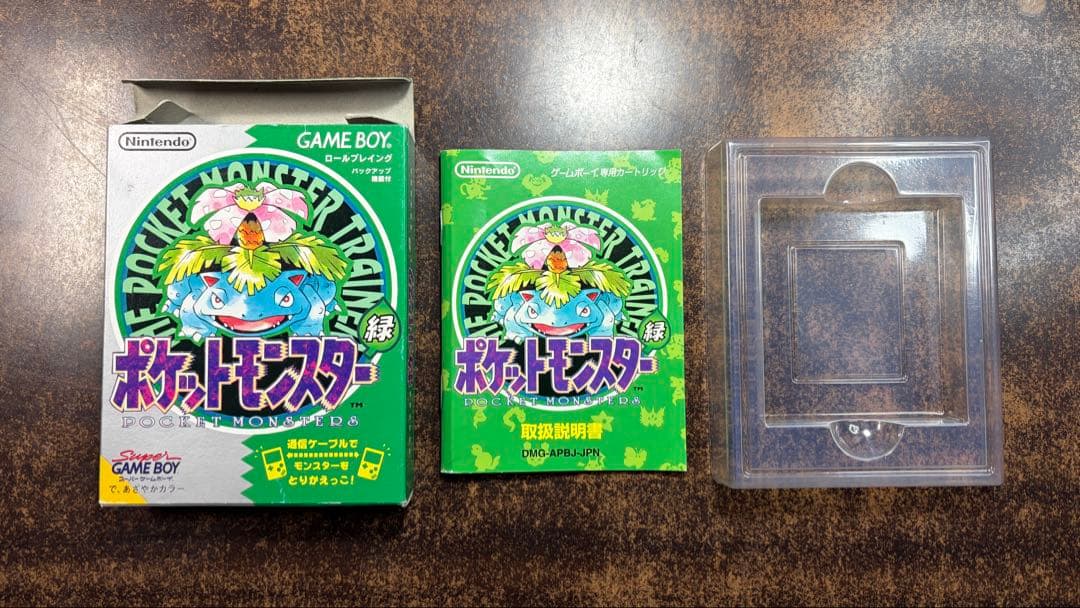 Nintendo
GAME BOY
ロールプレイング
バックアップ
機能付
THE POCKET MONSTER TRAINER
緑
ポケットモンスター
TM
POCKET MONSTERS
通信ケーブルで
モンスターを
とりかえっこ!
Super
GAME BOY
スーパーゲームボーイ
で、あざやかカラー
Nintendo
ゲームボーイ専用カートリッジ
THE POCKET MONSTER TRAINER
緑
ポケットモンスター
TM
POCKET MONSTERS
取扱説明書
DMG-APBJ-JPN